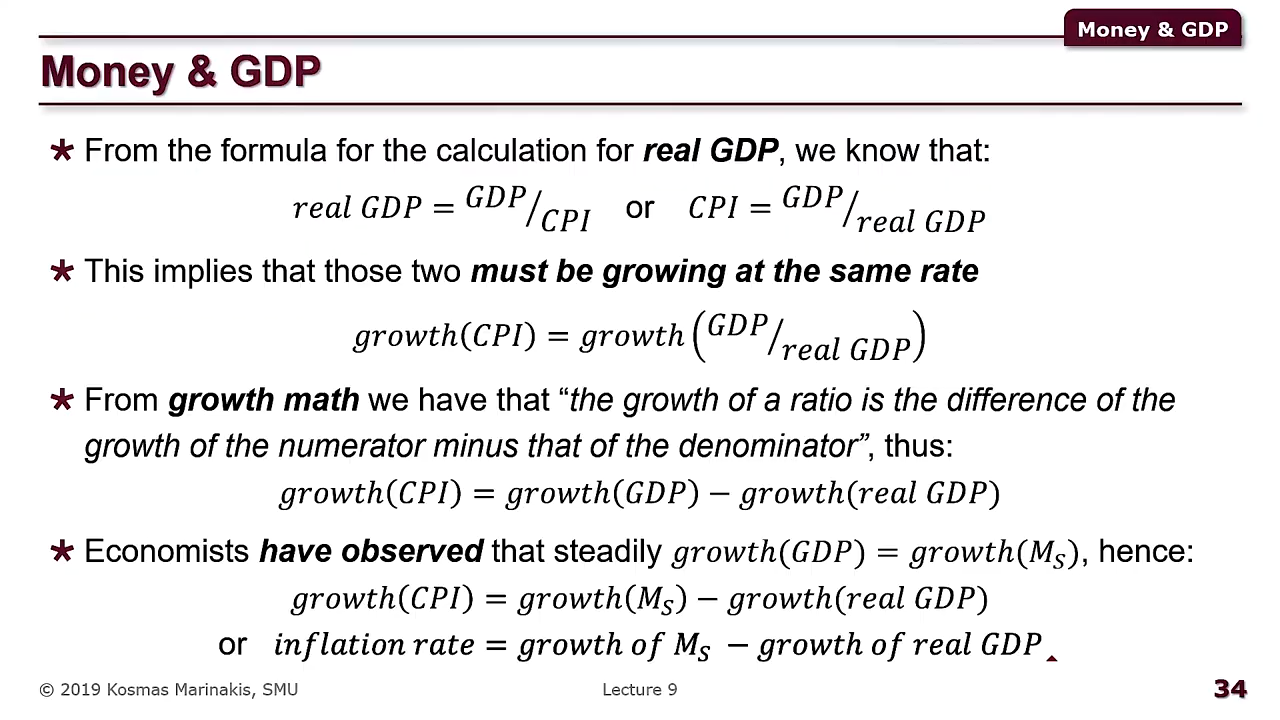 Money & GDP
Money & GDP
* From the formula for the calculation for real GDP, we know that:
real GDP = GDP/CPI or CPI = GDP/real GDP
* This implies that those two must be growing at the same rate
growth(CPI) = growth(GDP/real GDP)
* From growth math we have that “the growth of a ratio is the difference of the
growth of the numerator minus that of the denominator”, thus:
growth(CPI) = growth(GDP) − growth(real GDP)
* Economists have observed that steadily growth(GDP) = growth(M_S), hence:
growth(CPI) = growth(M_S) − growth(real GDP)
or inflation rate = growth of M_S − growth of real GDP
© 2019 Kosmas Marinakis, SMU
Lecture 9
34